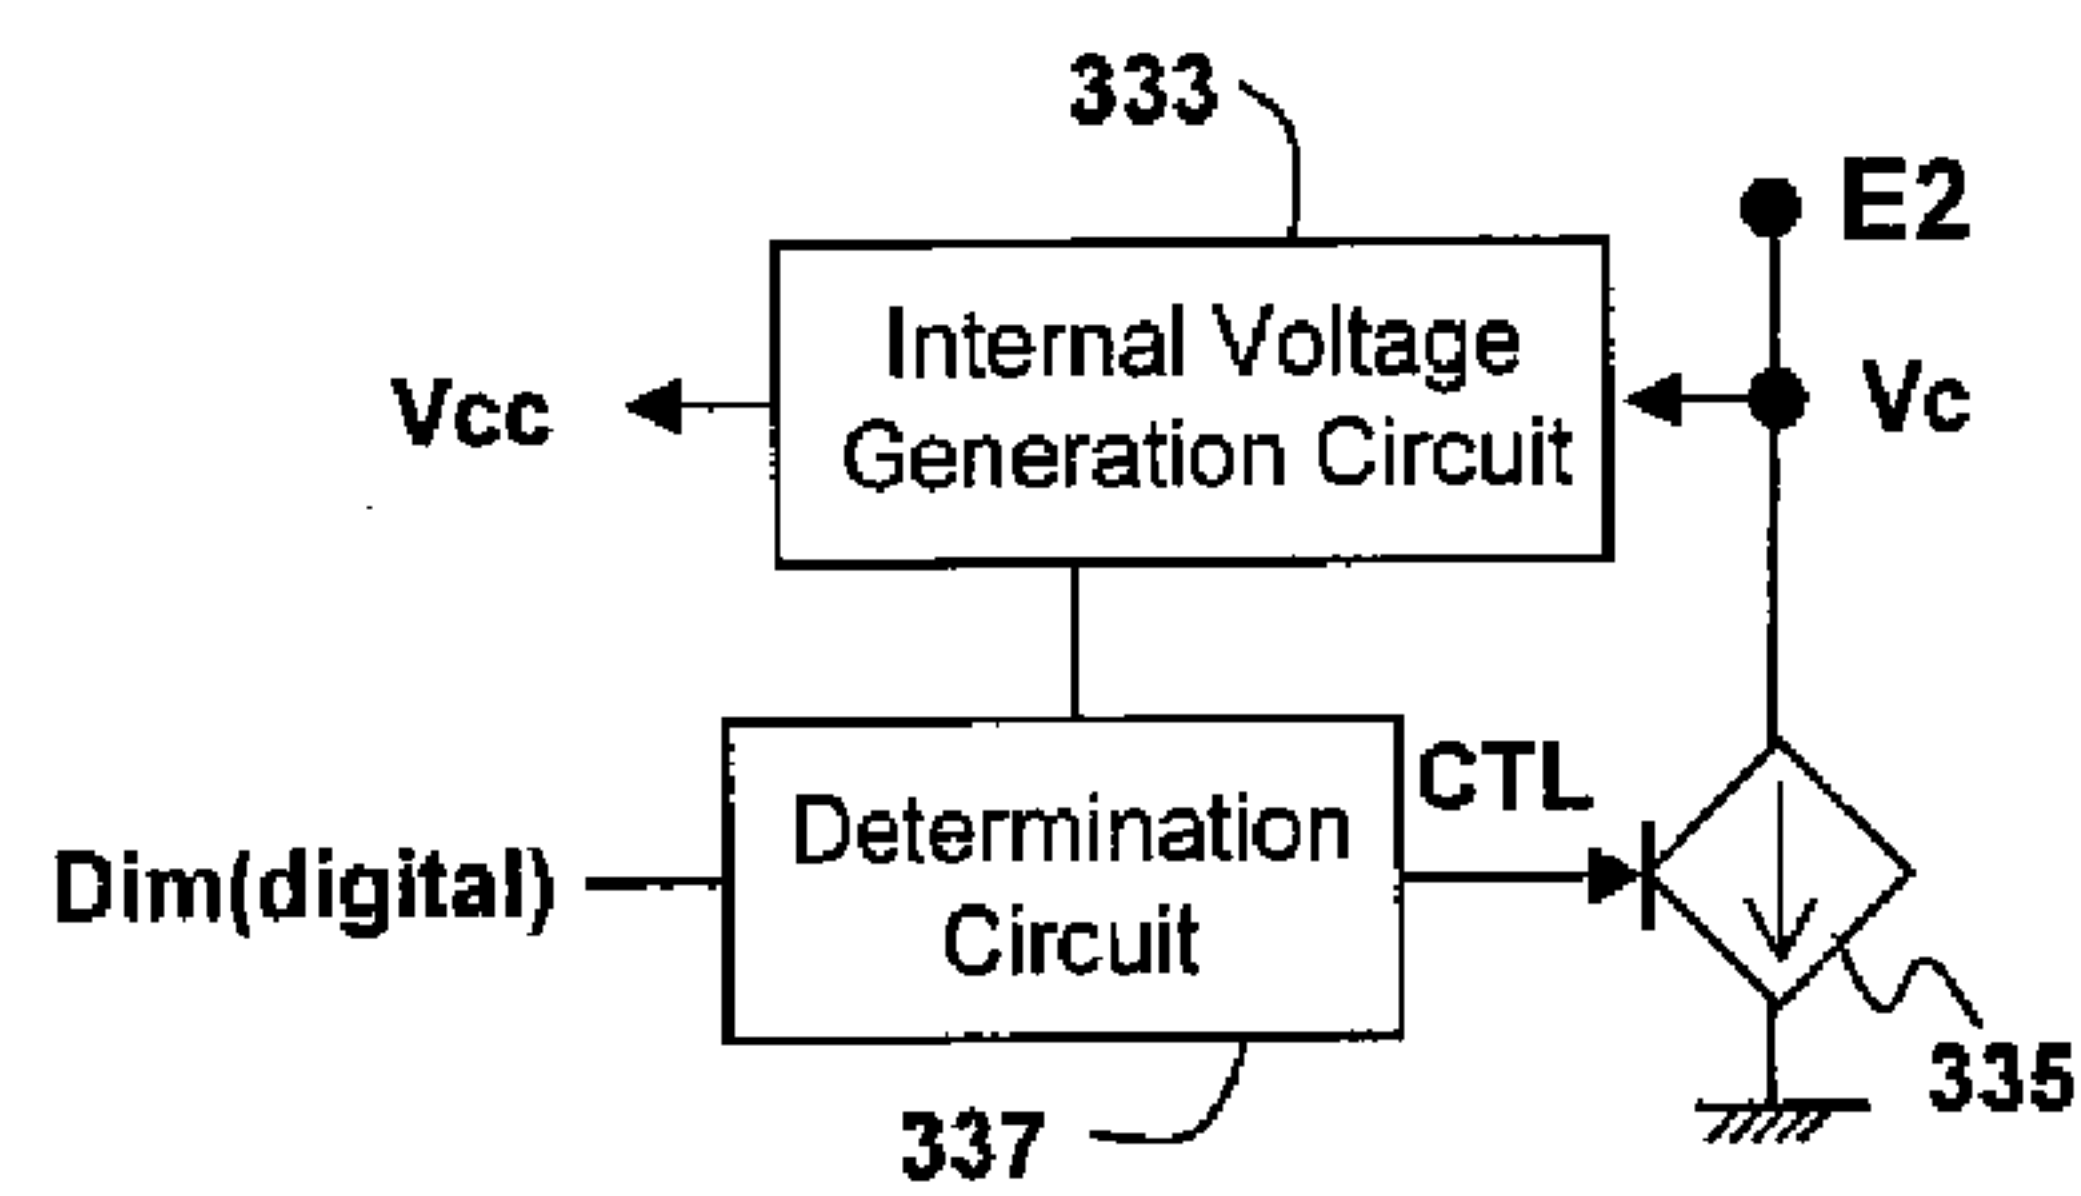 333
E2
Internal Voltage
Generation Circuit
Vcc
Vc
CTL
Determination
Circuit
Dim(digital)
335
337